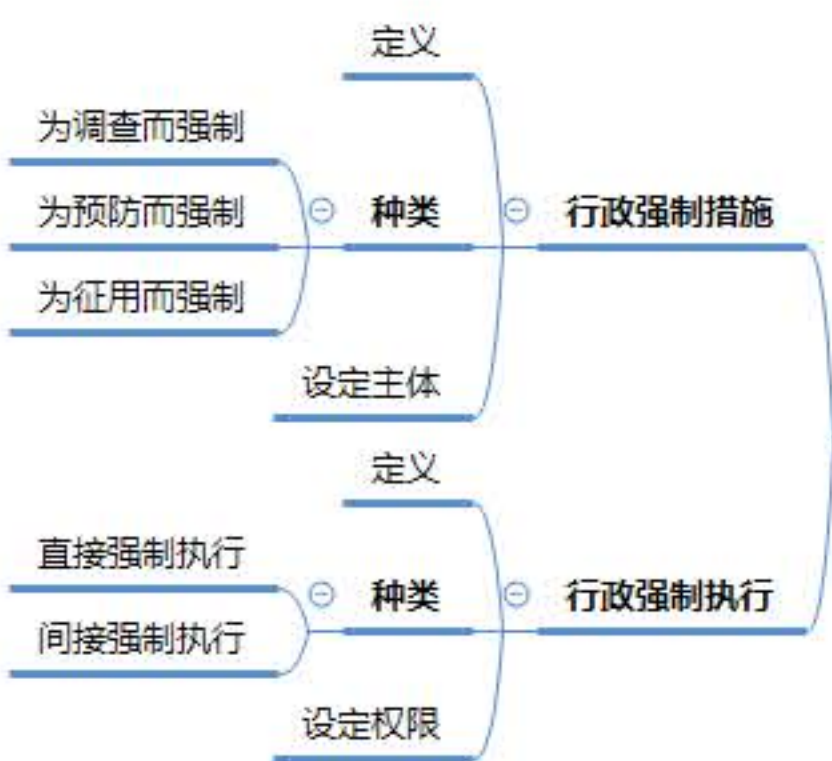 定义
为调查而强制
为预防而强制
种类
行政强制措施
为征用而强制
设定主体
定义
直接强制执行
种类
行政强制执行
间接强制执行
设定权限